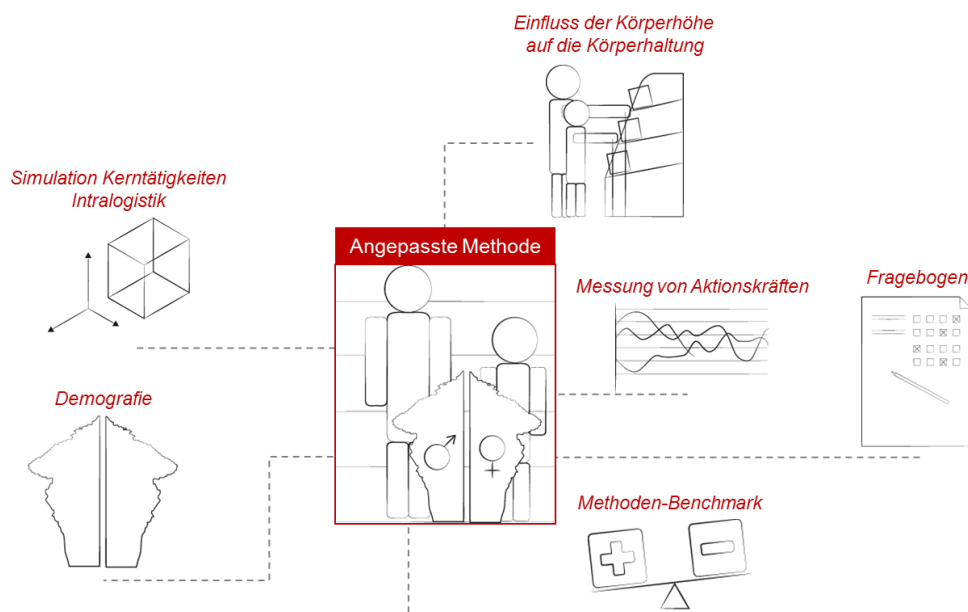 Einfluss der Körperhöhe
auf die Körperhaltung
Simulation Kerntätigkeiten
Intralogistik
Angepasste Methode
Messung von Aktionskräften
Fragebogen
Demografie
Methoden-Benchmark